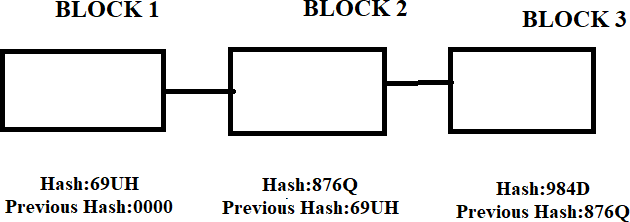 BLOCK 1
BLOCK 2
BLOCK 3
Hash:69UH
Previous Hash:0000
Hash:876Q
Previous Hash:69UH
Hash:984D
Previous Hash:876Q